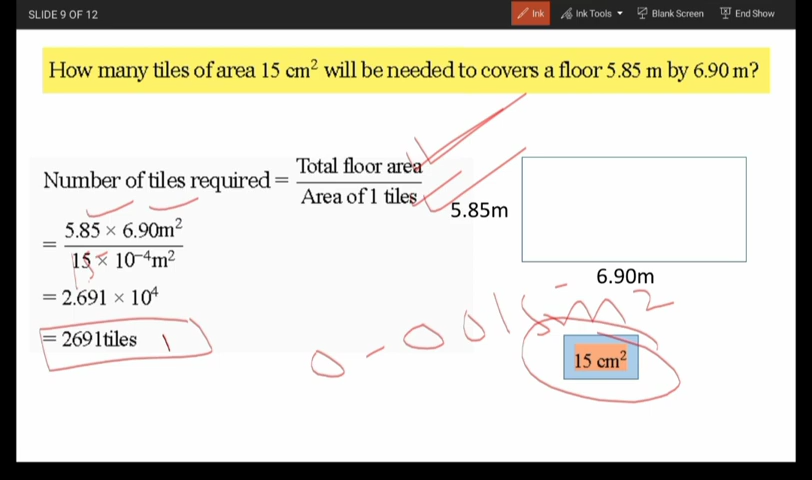 SLIDE 9 OF 12
Ink Ink Tools Blank Screen End Show
How many tiles of area 15 cm² will be needed to covers a floor 5.85 m by 6.90 m?
Number of tiles required = Total floor area / Area of 1 tiles
5.85m
= 5.85 × 6.90m² / 15 × 10⁻⁴m²
6.90m
= 2.691 × 10⁴
= 2691tiles
0-0015m²
15 cm²